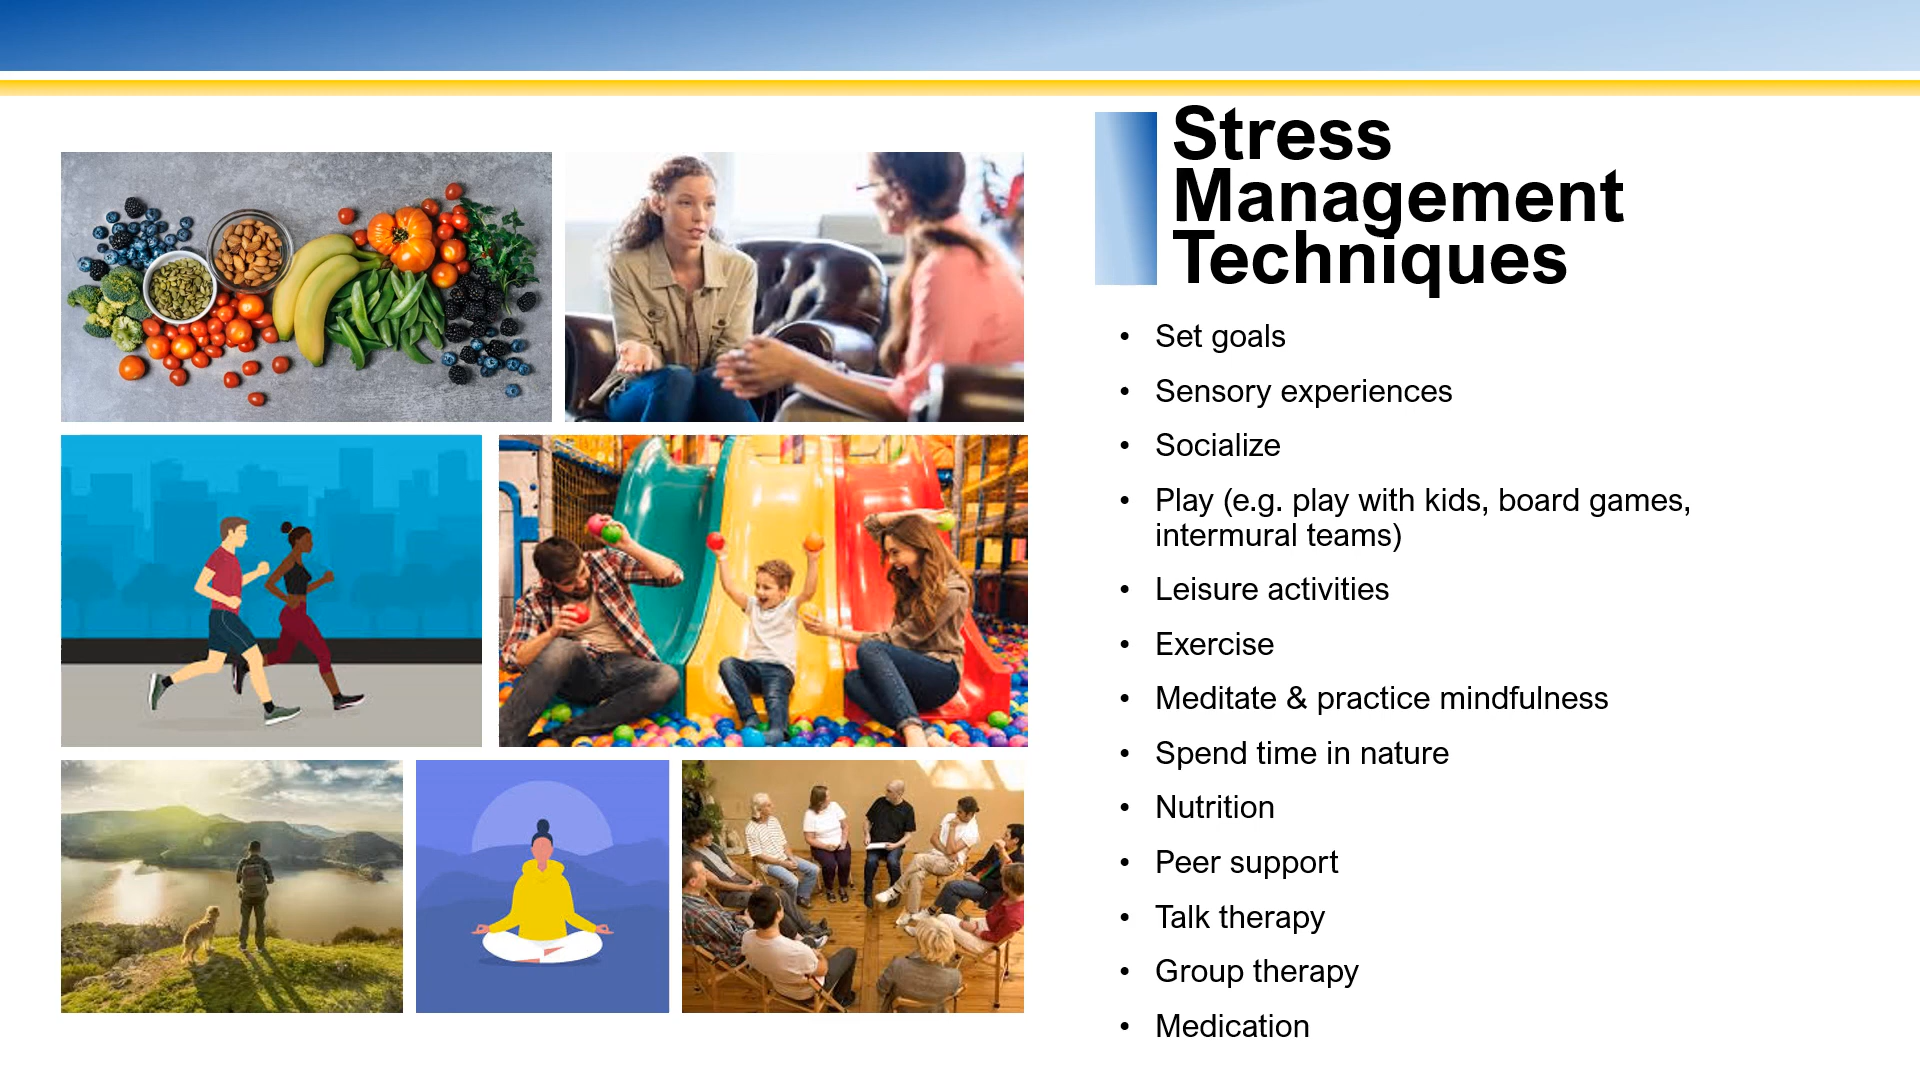 Stress
Management
Techniques
• Set goals
• Sensory experiences
• Socialize
• Play (e.g. play with kids, board games,
intermural teams)
• Leisure activities
• Exercise
• Meditate & practice mindfulness
• Spend time in nature
• Nutrition
• Peer support
• Talk therapy
• Group therapy
• Medication